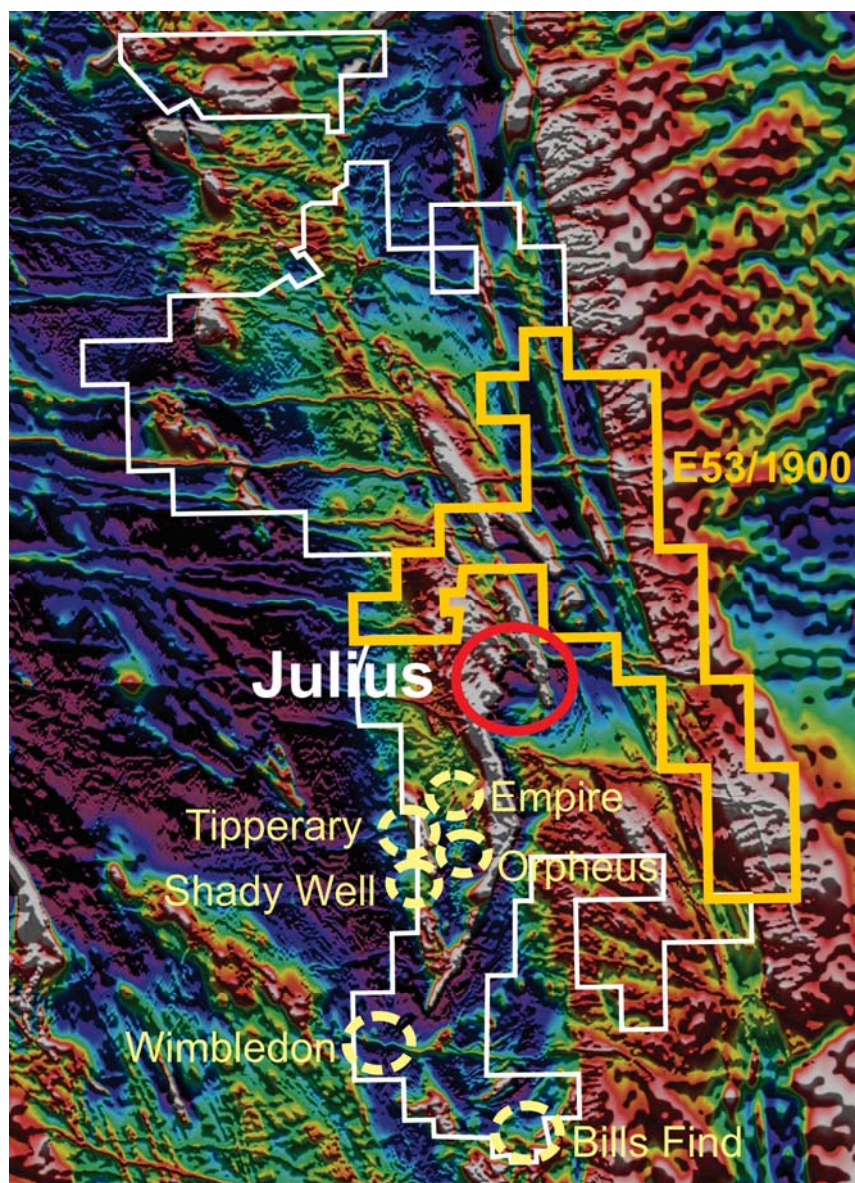 E53/1900
Julius
Empire
Tipperary
Orpheus
Shady Well
Wimbledon
Bills Find